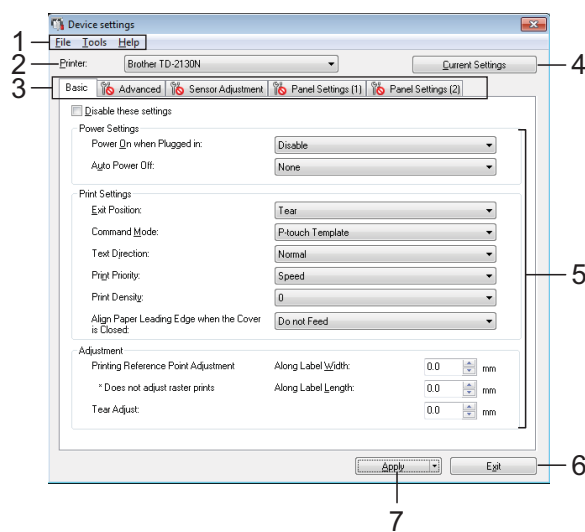 Device settings
1 File Tools Help
2 Printer: Brother TD-2130N Current Settings 4
3 Basic Advanced Sensor Adjustment Panel Settings (1) Panel Settings (2)
Disable these settings
Power Settings
Power On when Plugged in: Disable
Auto Power Off: None
Print Settings
Exit Position: Tear
Command Mode: P-touch Template
Text Direction: Normal
Print Priority: Speed
5
Print Density: 0
Align Paper Leading Edge when the Cover
is Closed: Do not Feed
Adjustment
Printing Reference Point Adjustment Along Label Width: 0.0 mm
* Does not adjust raster prints Along Label Length: 0.0 mm
Tear Adjust: 0.0 mm
Apply Exit 6
7